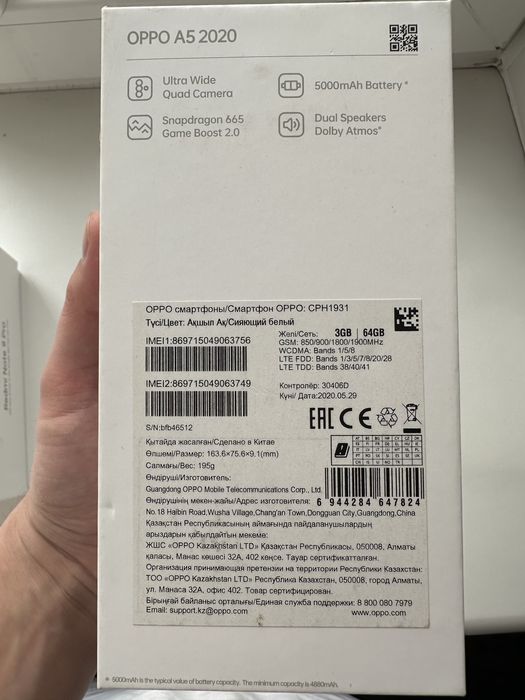 OPPO A5 2020
Ultra Wide
Quad Camera
5000mAh Battery*
Snapdragon 665
Game Boost 2.0
Dual Speakers
Dolby Atmos*
Redmi Note 8 Pro
OPPO смартфоны/Смартфон OPPO: CPH1931
Түсі/Цвет: Ақшыл Ақ/Сияющий белый
IMEI1:869715049063756
IMEI2:869715049063749
S/N:bfb46512
Желі/Сеть: 3GB | 64GB
GSM: 850/900/1800/1900MHz
WCDMA: Bands 1/5/8
LTE FDD: Bands 1/3/5/7/8/20/28
LTE TDD: Bands 38/40/41
Контролёр: 30406D
Күні/ Дата:2020.05.29
EAC CE
Қытайда жасалған/Сделано в Китае
Өлшемі/Размер: 163.6×75.6×9.1(mm)
Салмағы/Вес: 195g
Өндіруші/Изготовитель:
Guangdong OPPO Mobile Telecommunications Corp., Ltd.
6 944284 647824
Өндірушінің мекен-жайы/Адрес изготовителя:
No.18 Haibin Road,Wusha Village,Chang'an Town,Dongguan City,Guangdong,China
Қазақстан Республикасының аймағында пайдаланушылардың
арыздарын қабылдайтын мекеме:
ЖШС «OPPO Kazakhstan LTD» Қазақстан Республикасы, 050008, Алматы
қаласы, Манас көшесі 32А, 402 кеңсе. Тауар сертификатталған.
Организация принимающая претензии на территории Республики Казахстан:
ТОО «OPPO Kazakhstan LTD» Республика Казахстан, 050008, город Алматы,
ул. Манаса 32А, офис 402. Товар сертифицирован.
Бірыңғай байланыс орталығы/Единая служба поддержки: 8 800 080 7979
Email: support.kz@oppo.com www.oppo.com
* 5000mAh is the typical value of battery capacity. The minimum capacity is 4880mAh.